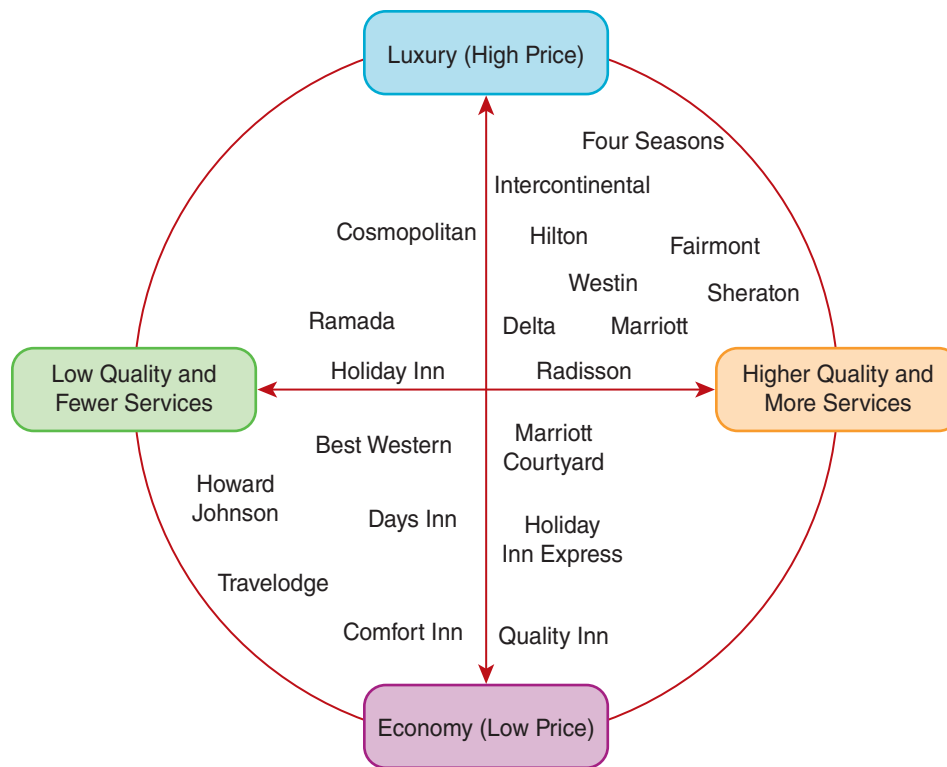 Luxury (High Price)
Four Seasons
Intercontinental
Cosmopolitan
Hilton
Fairmont
Westin
Sheraton
Ramada
Delta
Marriott
Low Quality and
Fewer Services
Holiday Inn
Radisson
Higher Quality and
More Services
Best Western
Marriott
Courtyard
Howard
Johnson
Days Inn
Holiday
Inn Express
Travelodge
Comfort Inn
Quality Inn
Economy (Low Price)